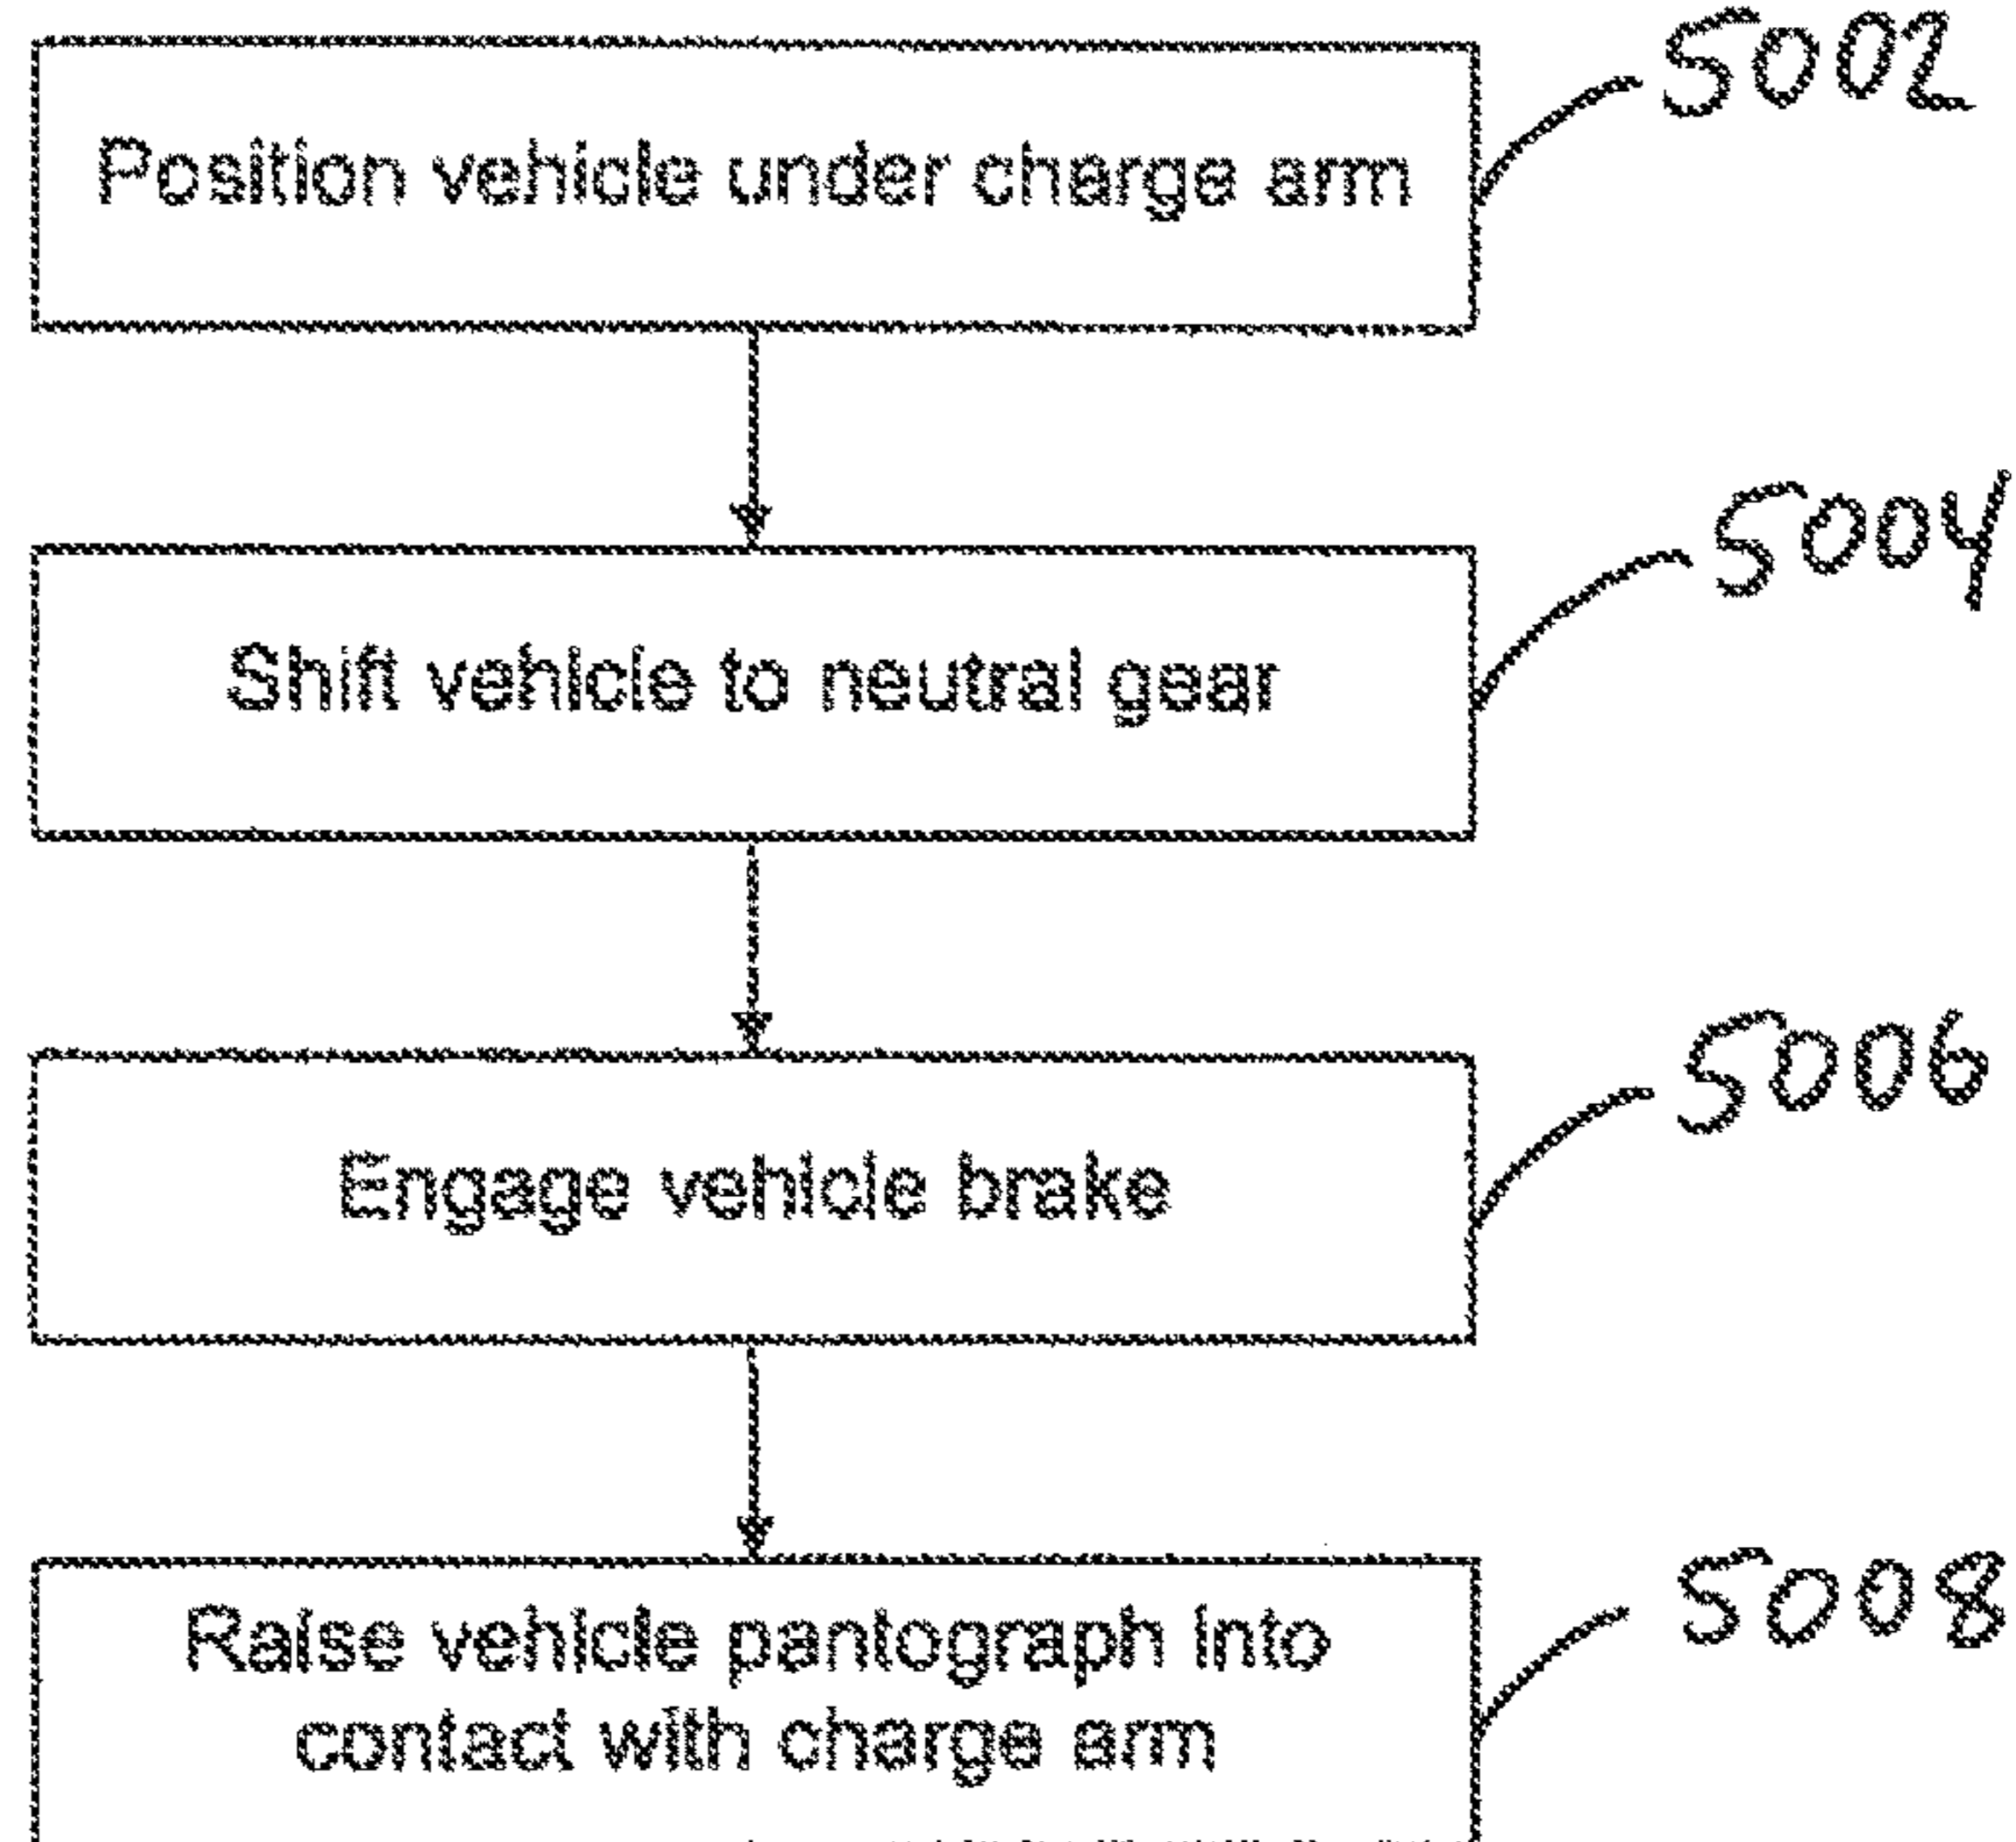 Position vehicle under charge arm
5002
Shift vehicle to neutral gear
5004
Engage vehicle brake
5006
Raise vehicle pantograph into
contact with charge arm
5008